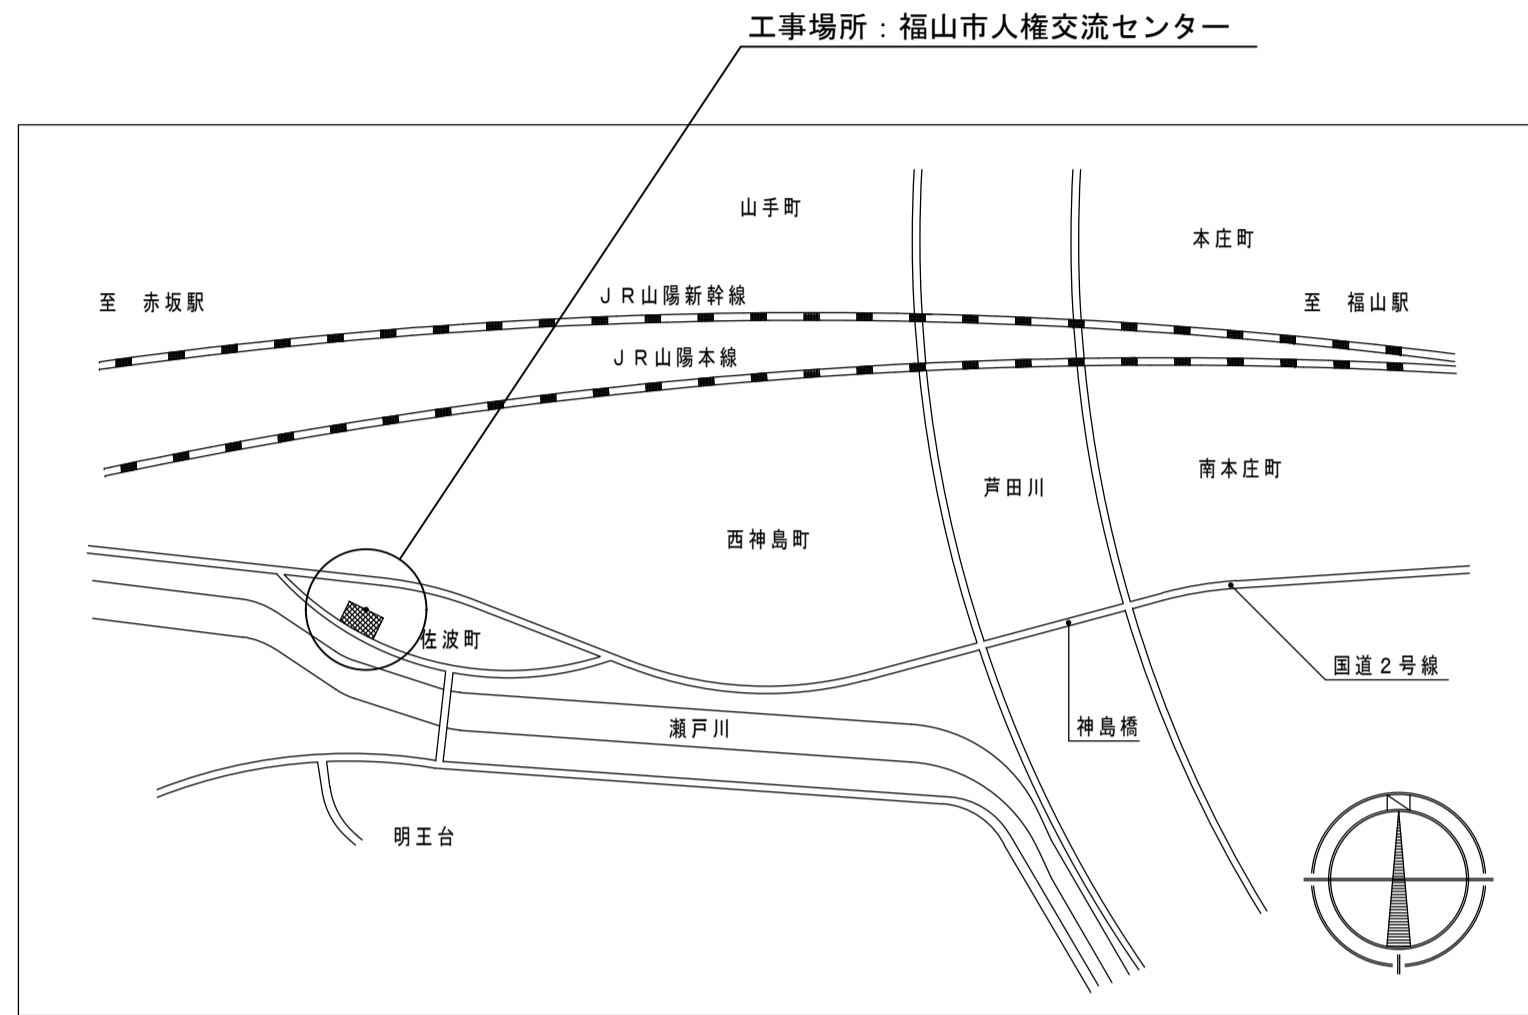 工事場所：福山市人権交流センター
山手町
本庄町
至　赤坂駅
ＪＲ山陽新幹線
至　福山駅
ＪＲ山陽本線
南本庄町
芦田川
西神島町
佐波町
国道２号線
瀬戸川
神島橋
明王台